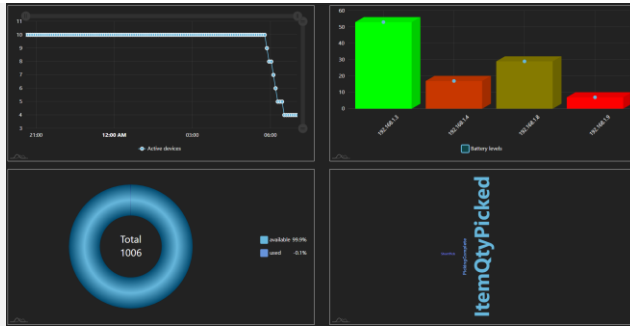 11
10
9
8
7
6
5
4
3
21:00 12:00 AM 03:00 06:00
Active devices
60
50
40
30
20
10
0
192.168.1.3 192.168.1.4 192.168.1.8 192.168.1.9
Battery levels
Total
1006
available 99.9%
used 0.1%
ItemQtyPicked